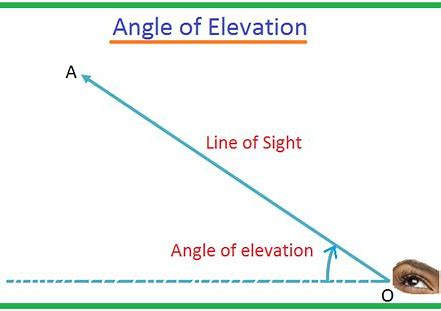 Angle of Elevation
A
Line of Sight
Angle of elevation
O